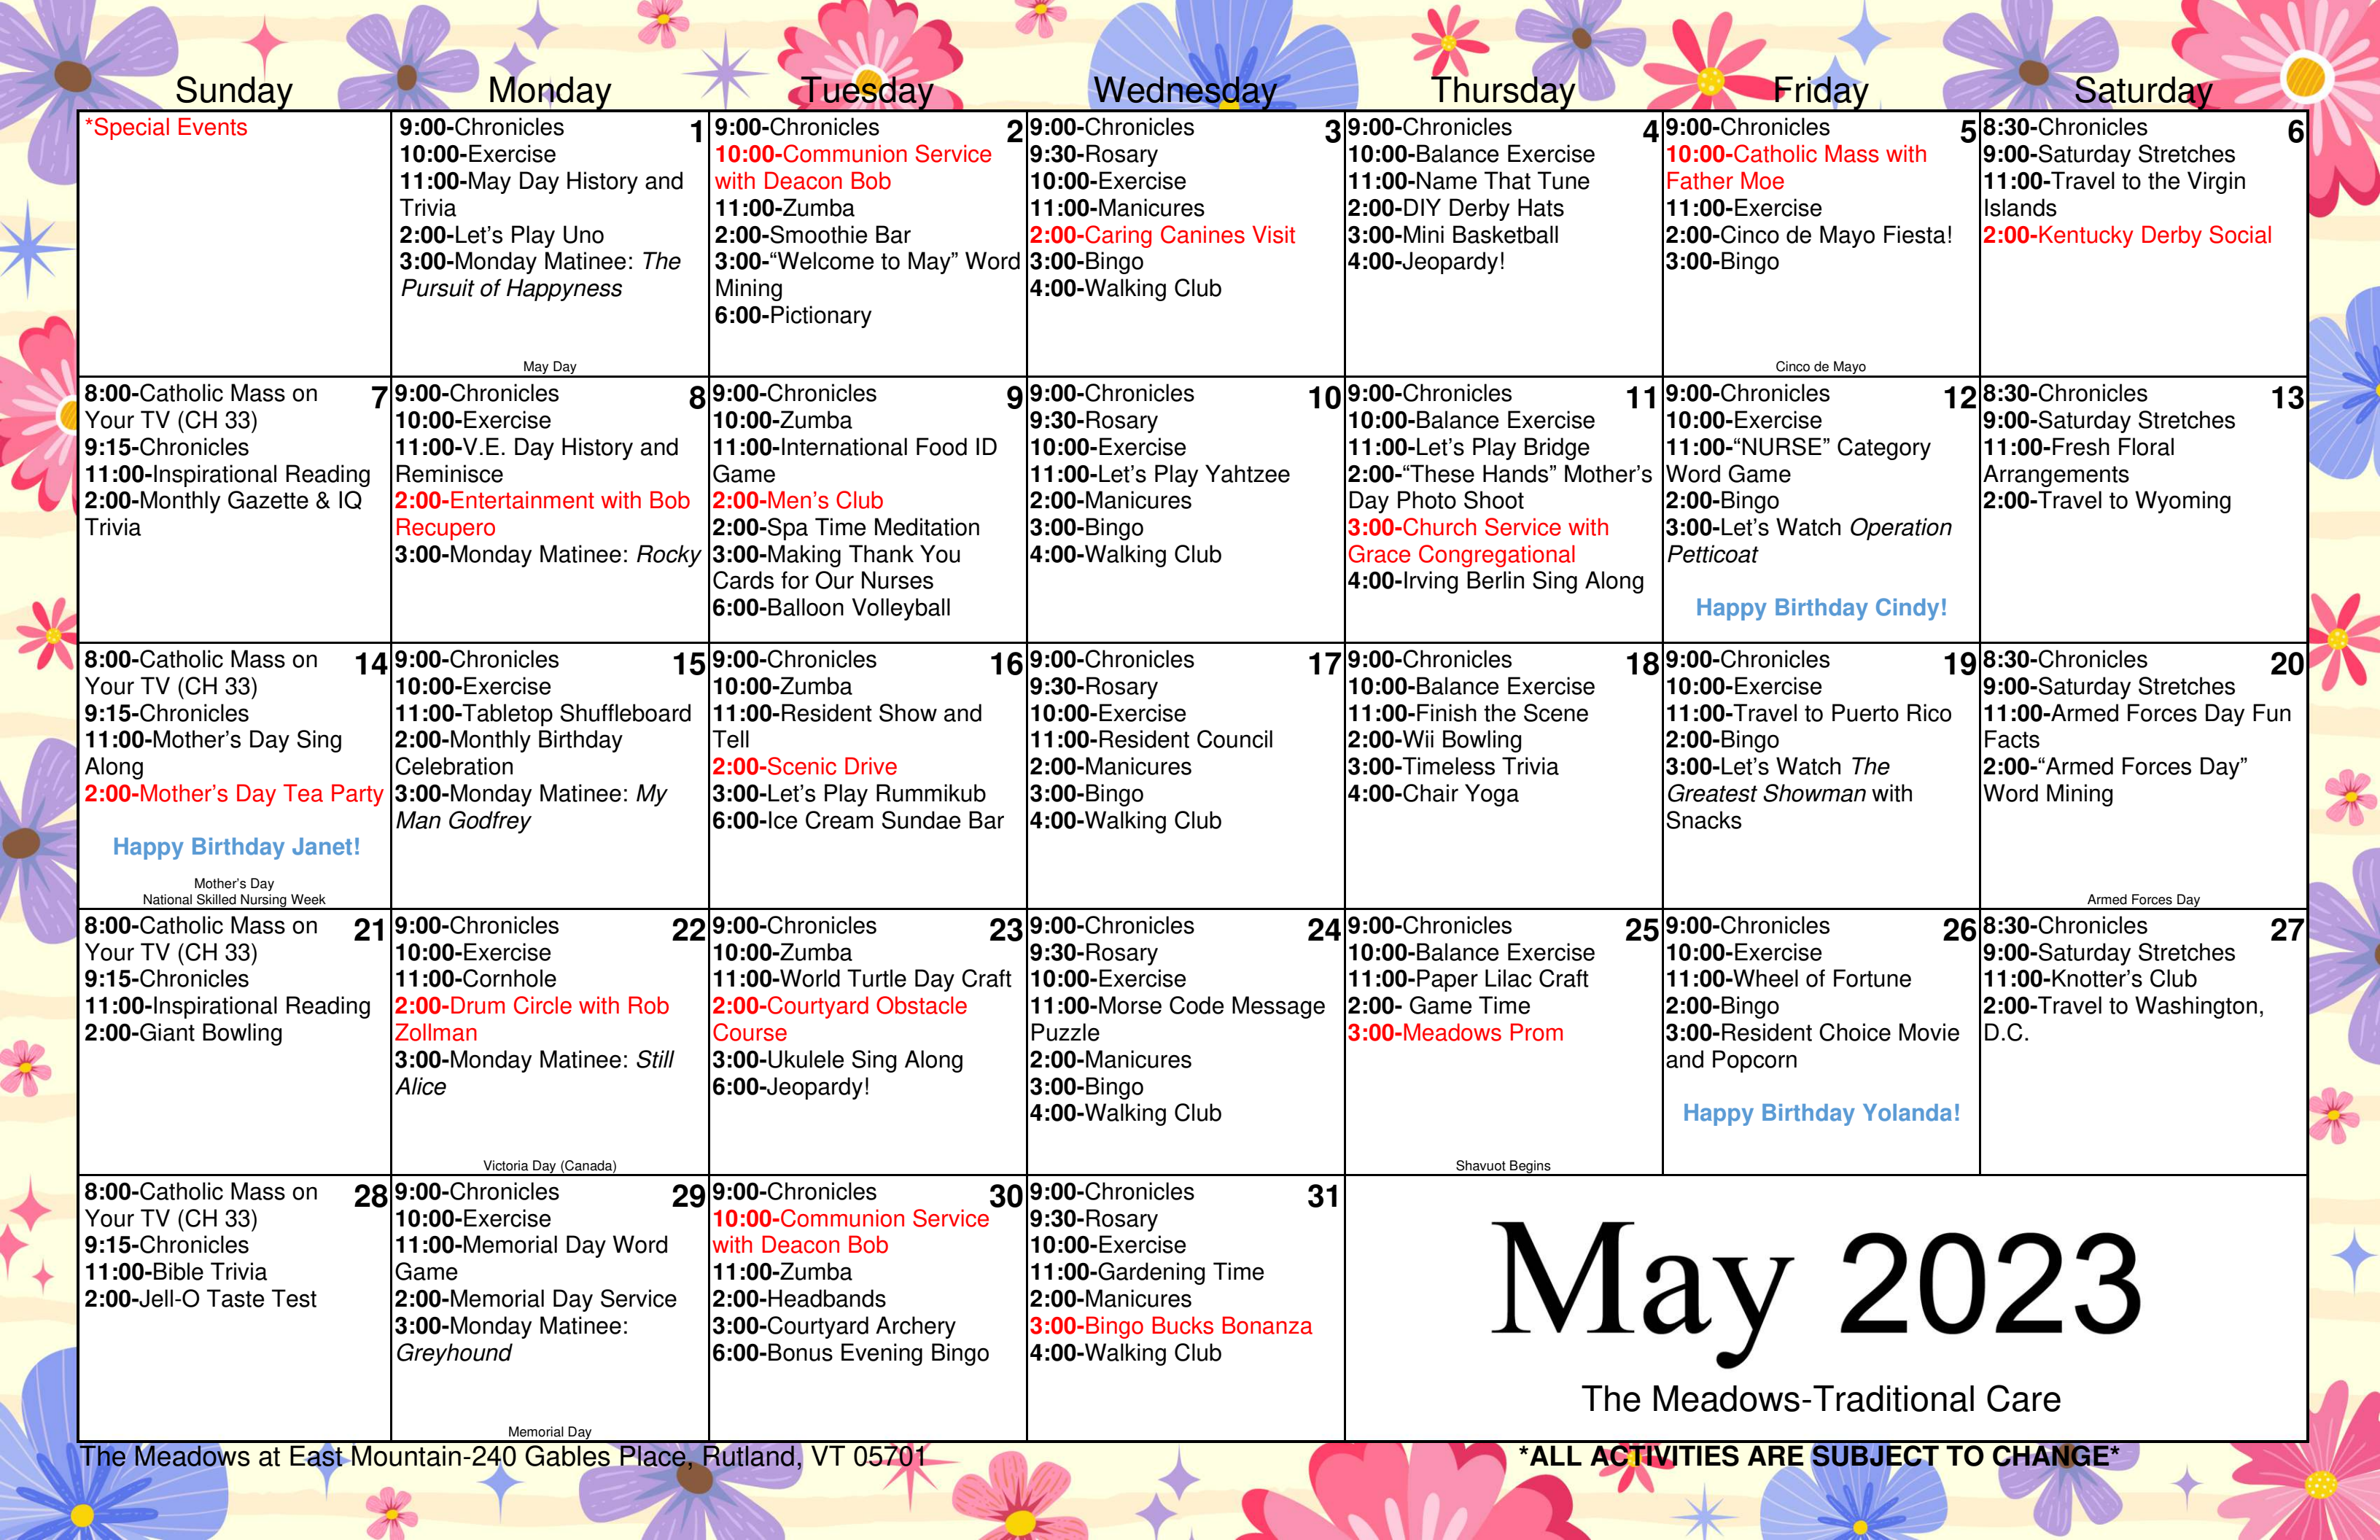 Sunday Monday Tuesday Wednesday Thursday Friday Saturday
*Special Events
1
9:00-Chronicles
10:00-Exercise
11:00-May Day History and
Trivia
2:00-Let's Play Uno
3:00-Monday Matinee: The
Pursuit of Happyness
May Day
2
9:00-Chronicles
10:00-Communion Service
with Deacon Bob
11:00-Zumba
2:00-Smoothie Bar
3:00-“Welcome to May” Word
Mining
6:00-Pictionary
3
9:00-Chronicles
9:30-Rosary
10:00-Exercise
11:00-Manicures
2:00-Caring Canines Visit
3:00-Bingo
4:00-Walking Club
4
9:00-Chronicles
10:00-Balance Exercise
11:00-Name That Tune
2:00-DIY Derby Hats
3:00-Mini Basketball
4:00-Jeopardy!
5
9:00-Chronicles
10:00-Catholic Mass with
Father Moe
11:00-Exercise
2:00-Cinco de Mayo Fiesta!
3:00-Bingo
Cinco de Mayo
6
8:30-Chronicles
9:00-Saturday Stretches
11:00-Travel to the Virgin
Islands
2:00-Kentucky Derby Social
7
8:00-Catholic Mass on
Your TV (CH 33)
9:15-Chronicles
11:00-Inspirational Reading
2:00-Monthly Gazette & IQ
Trivia
8
9:00-Chronicles
10:00-Exercise
11:00-V.E. Day History and
Reminisce
2:00-Entertainment with Bob
Recupero
3:00-Monday Matinee: Rocky
9
9:00-Chronicles
10:00-Zumba
11:00-International Food ID
Game
2:00-Men's Club
2:00-Spa Time Meditation
3:00-Making Thank You
Cards for Our Nurses
6:00-Balloon Volleyball
10
9:00-Chronicles
9:30-Rosary
10:00-Exercise
11:00-Let's Play Yahtzee
2:00-Manicures
3:00-Bingo
4:00-Walking Club
11
9:00-Chronicles
10:00-Balance Exercise
11:00-Let's Play Bridge
2:00-“These Hands” Mother's
Day Photo Shoot
3:00-Church Service with
Grace Congregational
4:00-Irving Berlin Sing Along
12
9:00-Chronicles
10:00-Exercise
11:00-“NURSE” Category
Word Game
2:00-Bingo
3:00-Let's Watch Operation
Petticoat
Happy Birthday Cindy!
13
8:30-Chronicles
9:00-Saturday Stretches
11:00-Fresh Floral
Arrangements
2:00-Travel to Wyoming
14
8:00-Catholic Mass on
Your TV (CH 33)
9:15-Chronicles
11:00-Mother's Day Sing
Along
2:00-Mother's Day Tea Party
Happy Birthday Janet!
Mother's Day
National Skilled Nursing Week
15
9:00-Chronicles
10:00-Exercise
11:00-Tabletop Shuffleboard
2:00-Monthly Birthday
Celebration
3:00-Monday Matinee: My
Man Godfrey
16
9:00-Chronicles
10:00-Zumba
11:00-Resident Show and
Tell
2:00-Scenic Drive
3:00-Let's Play Rummikub
6:00-Ice Cream Sundae Bar
17
9:00-Chronicles
9:30-Rosary
10:00-Exercise
11:00-Resident Council
2:00-Manicures
3:00-Bingo
4:00-Walking Club
18
9:00-Chronicles
10:00-Balance Exercise
11:00-Finish the Scene
2:00-Wii Bowling
3:00-Timeless Trivia
4:00-Chair Yoga
19
9:00-Chronicles
10:00-Exercise
11:00-Travel to Puerto Rico
2:00-Bingo
3:00-Let's Watch The
Greatest Showman with
Snacks
20
8:30-Chronicles
9:00-Saturday Stretches
11:00-Armed Forces Day Fun
Facts
2:00-“Armed Forces Day”
Word Mining
Armed Forces Day
21
8:00-Catholic Mass on
Your TV (CH 33)
9:15-Chronicles
11:00-Inspirational Reading
2:00-Giant Bowling
22
9:00-Chronicles
10:00-Exercise
11:00-Cornhole
2:00-Drum Circle with Rob
Zollman
3:00-Monday Matinee: Still
Alice
Victoria Day (Canada)
23
9:00-Chronicles
10:00-Zumba
11:00-World Turtle Day Craft
2:00-Courtyard Obstacle
Course
3:00-Ukulele Sing Along
6:00-Jeopardy!
24
9:00-Chronicles
9:30-Rosary
10:00-Exercise
11:00-Morse Code Message
Puzzle
2:00-Manicures
3:00-Bingo
4:00-Walking Club
25
9:00-Chronicles
10:00-Balance Exercise
11:00-Paper Lilac Craft
2:00- Game Time
3:00-Meadows Prom
Shavuot Begins
26
9:00-Chronicles
10:00-Exercise
11:00-Wheel of Fortune
2:00-Bingo
3:00-Resident Choice Movie
and Popcorn
Happy Birthday Yolanda!
27
8:30-Chronicles
9:00-Saturday Stretches
11:00-Knotter's Club
2:00-Travel to Washington,
D.C.
28
8:00-Catholic Mass on
Your TV (CH 33)
9:15-Chronicles
11:00-Bible Trivia
2:00-Jell-O Taste Test
29
9:00-Chronicles
10:00-Exercise
11:00-Memorial Day Word
Game
2:00-Memorial Day Service
3:00-Monday Matinee:
Greyhound
Memorial Day
30
9:00-Chronicles
10:00-Communion Service
with Deacon Bob
11:00-Zumba
2:00-Headbands
3:00-Courtyard Archery
6:00-Bonus Evening Bingo
31
9:00-Chronicles
9:30-Rosary
10:00-Exercise
11:00-Gardening Time
2:00-Manicures
3:00-Bingo Bucks Bonanza
4:00-Walking Club
May 2023
The Meadows-Traditional Care
The Meadows at East Mountain-240 Gables Place, Rutland, VT 05701
*ALL ACTIVITIES ARE SUBJECT TO CHANGE*